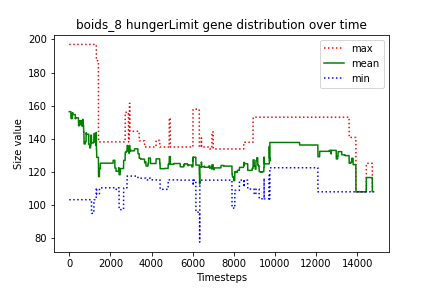 boids_8 hungerLimit gene distribution over time
max
mean
min
Size value
200
180
160
140
120
100
80
0 2000 4000 6000 8000 10000 12000 14000
Timesteps